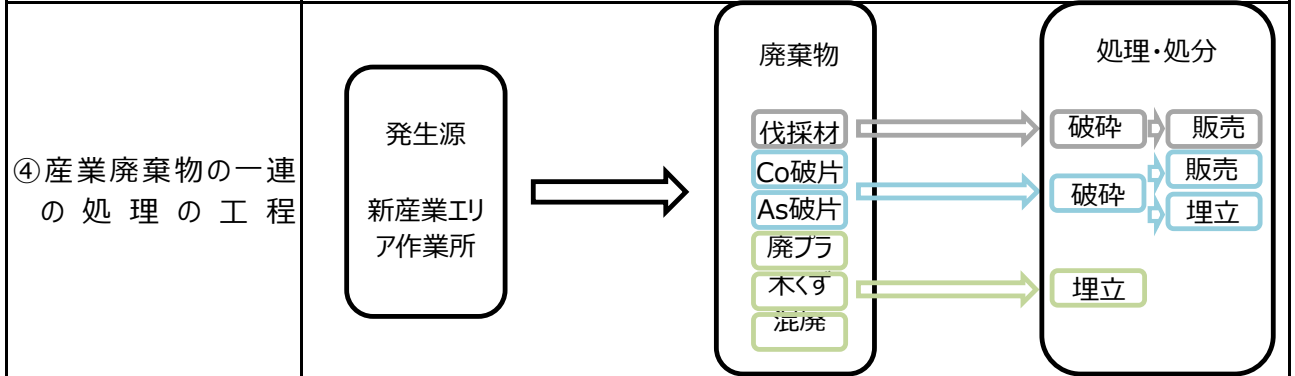 ④産業廃棄物の一連
の処理の工程
発生源
新産業エリ
ア作業所
廃棄物
伐採材
Co破片
As破片
廃プラ
木くず
混廃
処理・処分
破砕
販売
破砕
販売
埋立
埋立